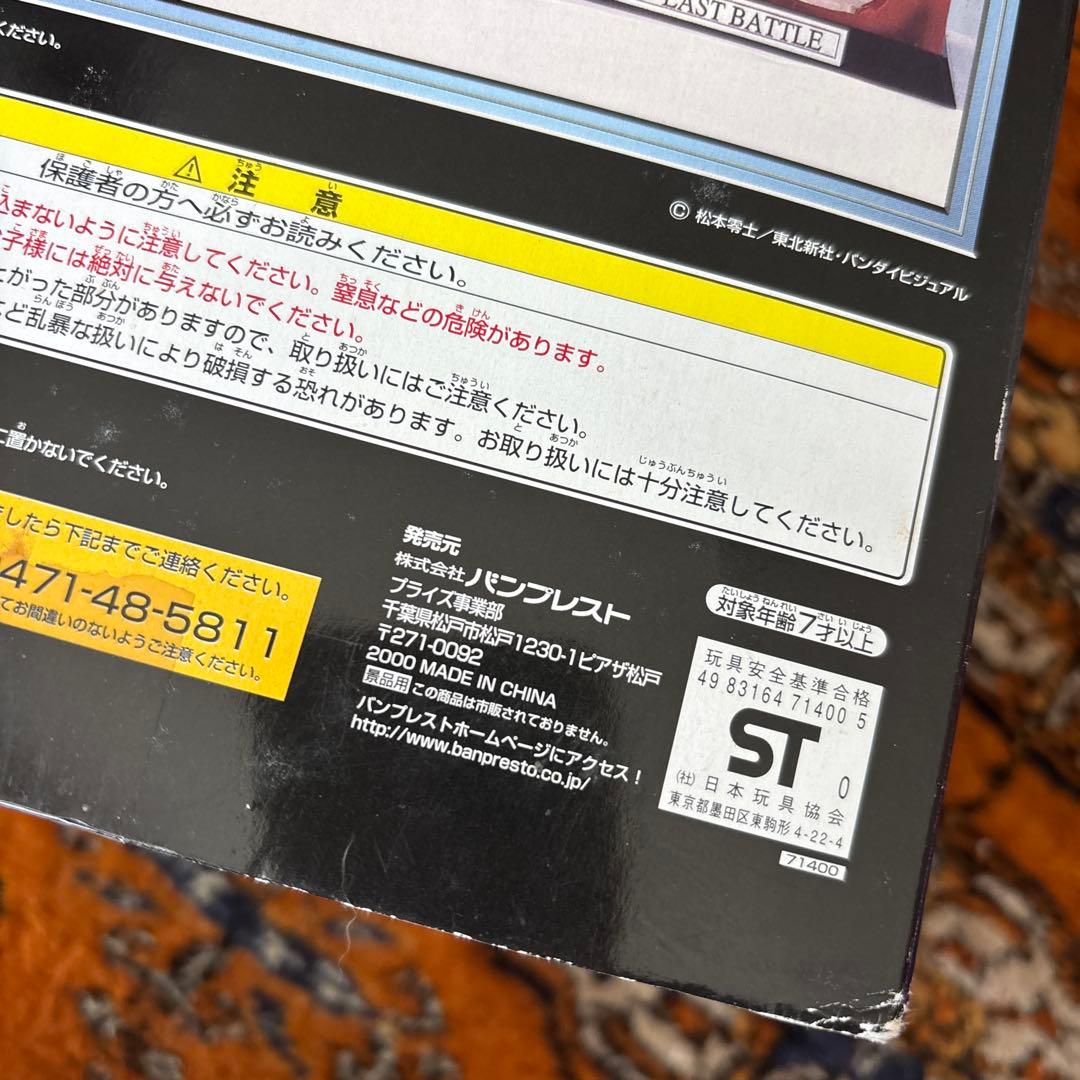 LAST BATTLE
ください。
© 松本零士／東北新社・バンダイビジュアル
⚠ 注意
保護者の方へ必ずお読みください。
込まないように注意してください。窒息などの危険があります。
子様には絶対に与えないでください。
がった部分がありますので、取り扱いにはご注意ください。
ど乱暴な扱いにより破損する恐れがあります。お取り扱いには十分注意してください。
置かないでください。
したら下記までご連絡ください。
471-48-5811
てお間違いのないようご注意ください。
発売元
株式会社バンプレスト
プライズ事業部
千葉県松戸市松戸1230-1ピアザ松戸
〒271-0092
2000 MADE IN CHINA
景品用 この商品は市販されておりません。
バンプレストホームページにアクセス！
http://www.banpresto.co.jp/
対象年齢7才以上
玩具安全基準合格
49 83164 71400 5
ST
0
(社)日本玩具協会
東京都墨田区東駒形4-22-4
71400